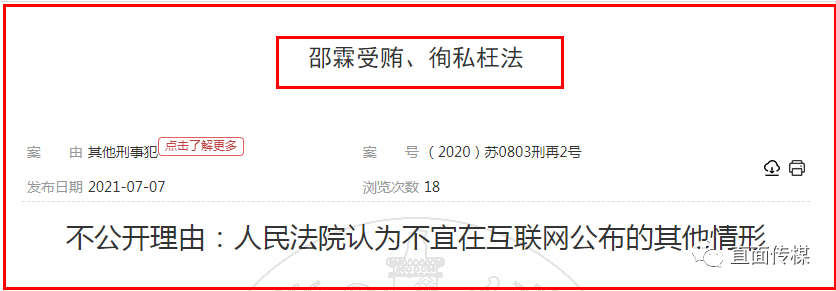 邵霖受贿、徇私枉法
案 由 其他刑事犯 点击了解更多 案 号 （2020）苏0803刑再2号
发布日期 2021-07-07 浏览次数 18
不公开理由：人民法院认为不宜在互联网公布的其他情形
直面传媒